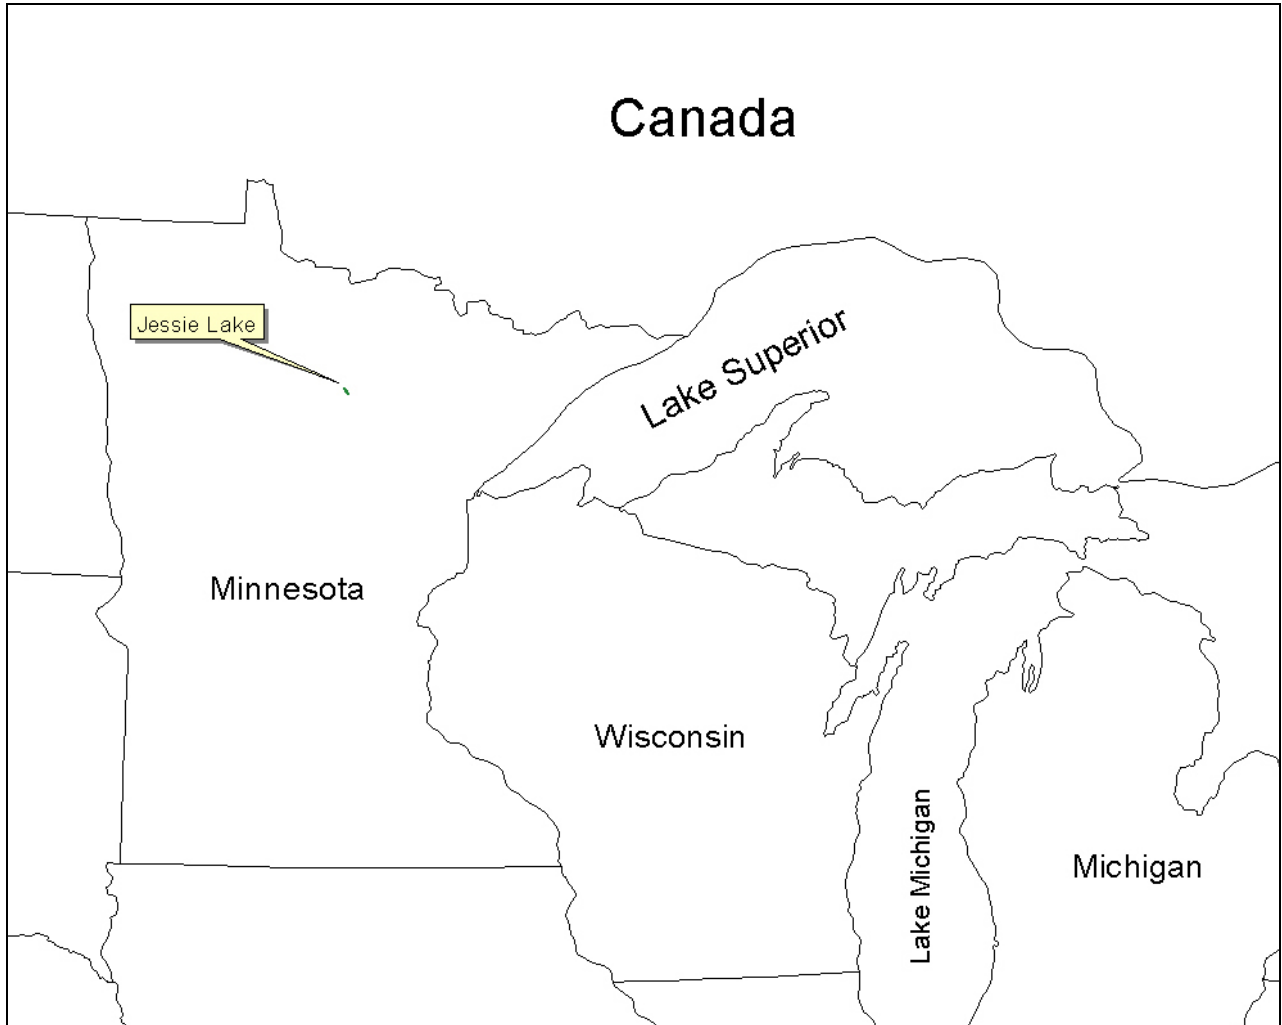 Canada
Jessie Lake
Lake Superior
Minnesota
Wisconsin
Lake Michigan
Michigan